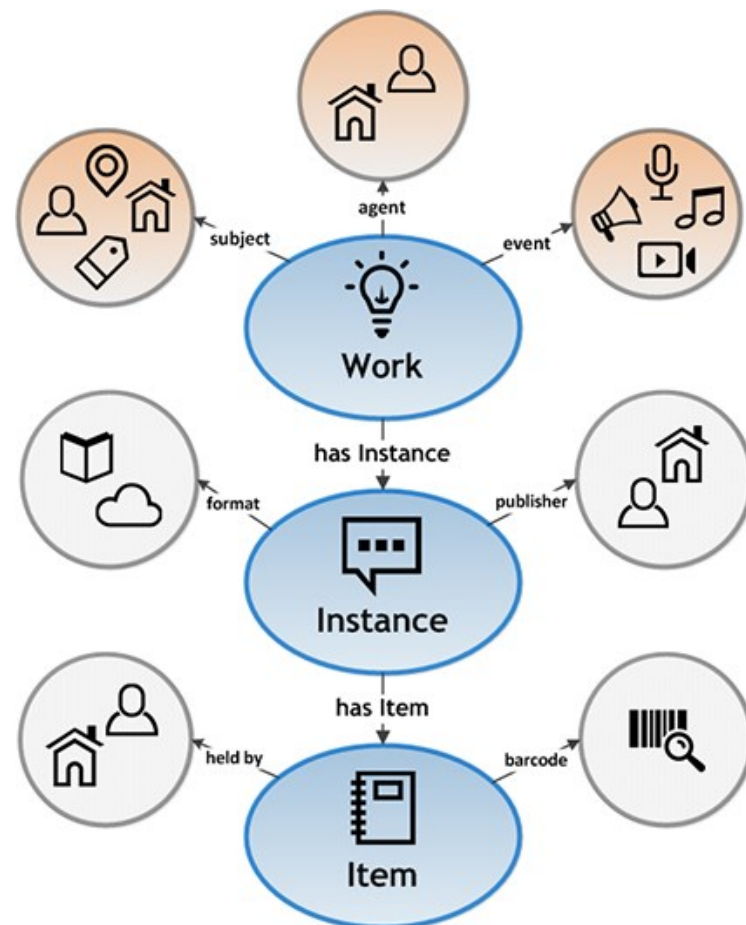 agent
subject
event
Work
has Instance
format
publisher
Instance
has Item
held by
barcode
Item